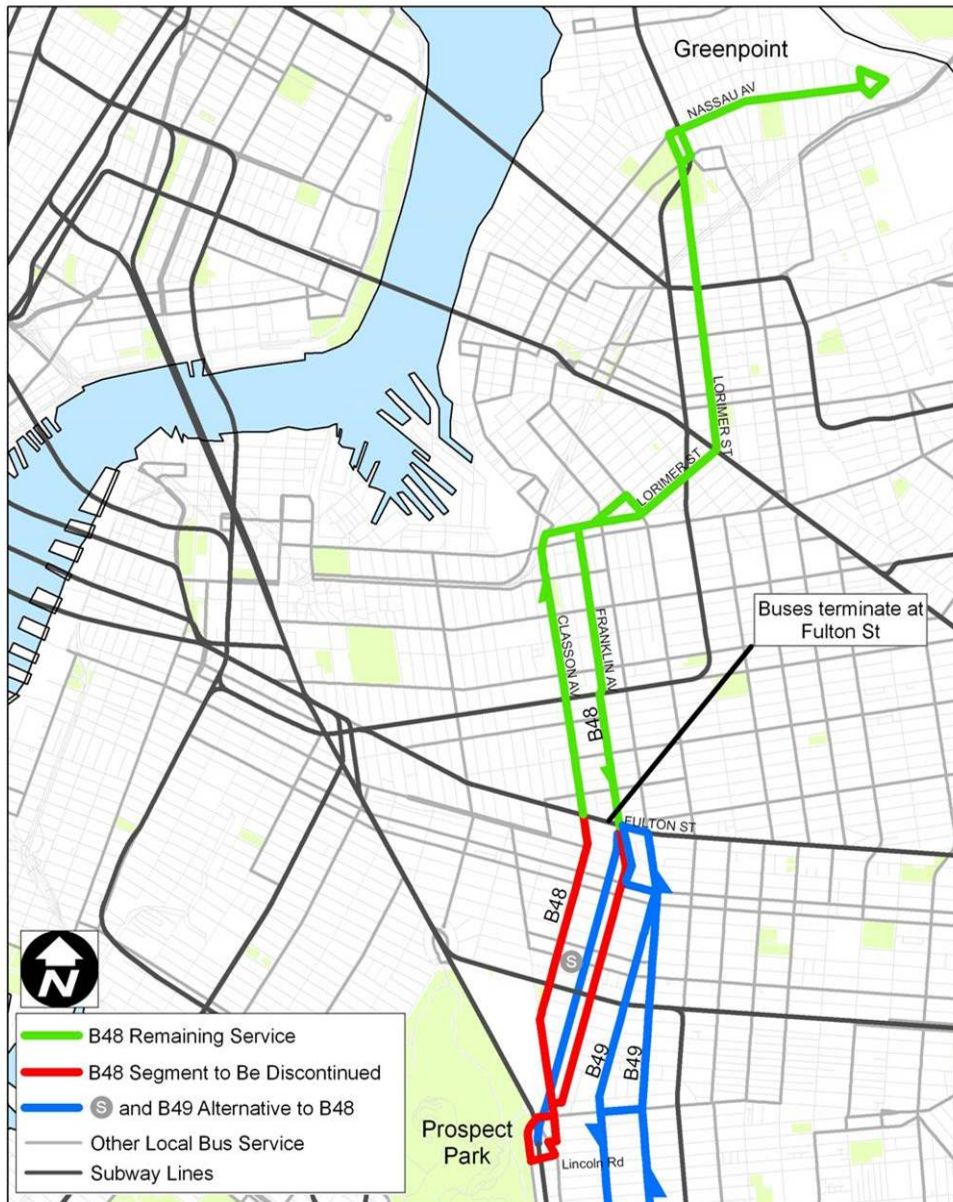 Greenpoint
NASSAU AV
LORIMER ST
LORIMER ST
Buses terminate at
Fulton St
CLASSON AV
FRANKLIN AV
B48
FULTON ST
B48
S
B49
B49
N
B48 Remaining Service
B48 Segment to Be Discontinued
S and B49 Alternative to B48
Other Local Bus Service
Subway Lines
Prospect
Park
Lincoln Rd